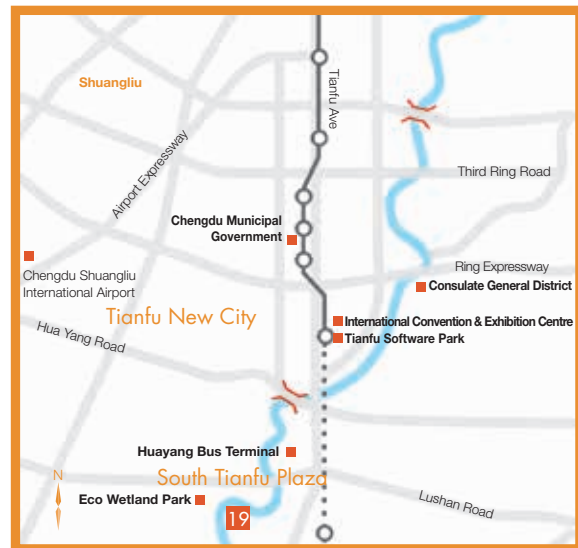 Shuangliu
Tianfu Ave
Airport Expressway
Third Ring Road
Chengdu Municipal
Government
Ring Expressway
Chengdu Shuangliu
International Airport
Consulate General District
Tianfu New City
International Convention & Exhibition Centre
Hua Yang Road
Tianfu Software Park
Huayang Bus Terminal
South Tianfu Plaza
N
Eco Wetland Park
19
Lushan Road